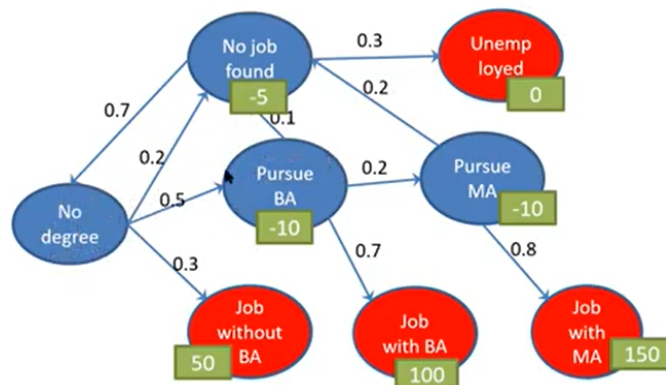 No job
found
-5
0.3
Unemp
loyed
0
0.7
0.2
0.1
0.2
No
degree
0.5
Pursue
BA
-10
0.2
Pursue
MA
-10
0.3
0.7
0.8
Job
without
BA
50
Job
with BA
100
Job
with
MA
150